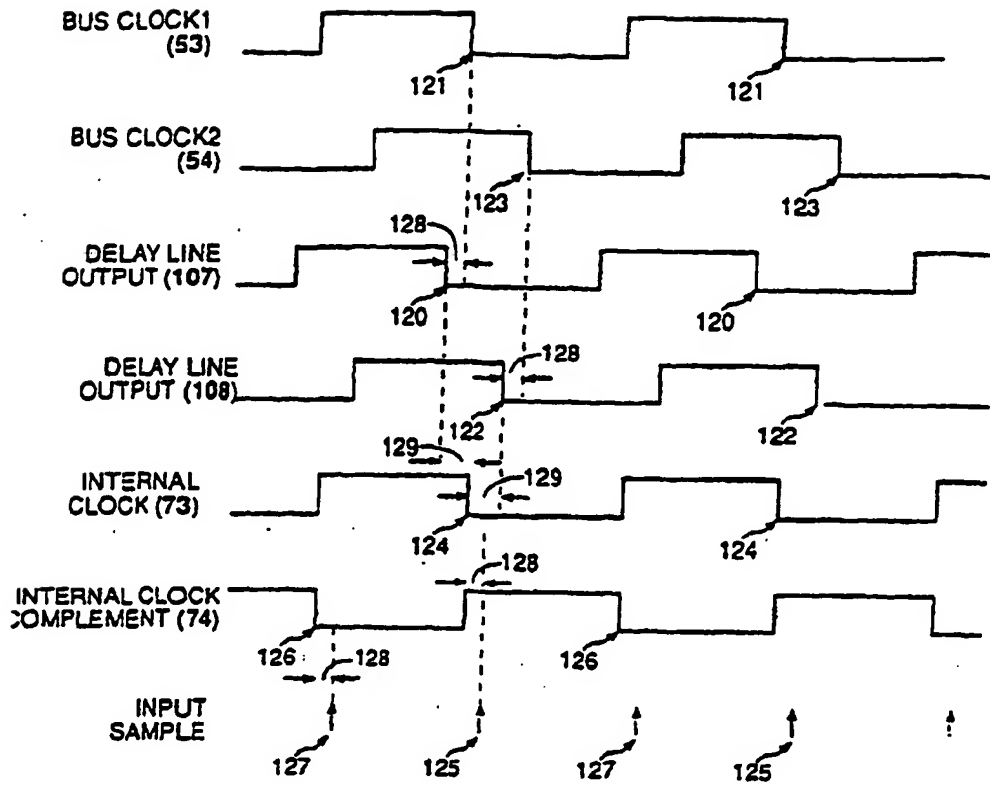 BUS CLOCK1
(53)
121
121
BUS CLOCK2
(54)
123
123
128
DELAY LINE
OUTPUT (107)
120
120
DELAY LINE
OUTPUT (108)
128
122
122
129
INTERNAL
CLOCK (73)
129
124
124
128
INTERNAL CLOCK
COMPLEMENT (74)
126
128
126
INPUT
SAMPLE
127
125
127
125